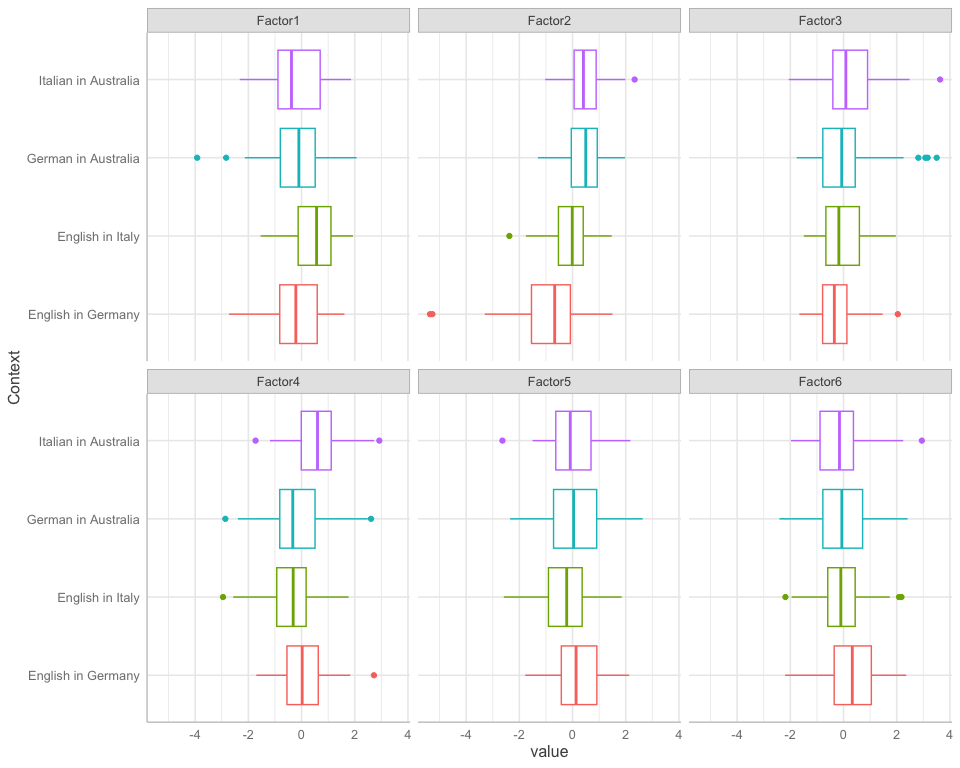 Factor1 Factor2 Factor3
Italian in Australia
German in Australia
English in Italy
English in Germany
Context
Factor4 Factor5 Factor6
Italian in Australia
German in Australia
English in Italy
English in Germany
-4 -2 0 2 4 -4 -2 0 2 4 -4 -2 0 2 4
value